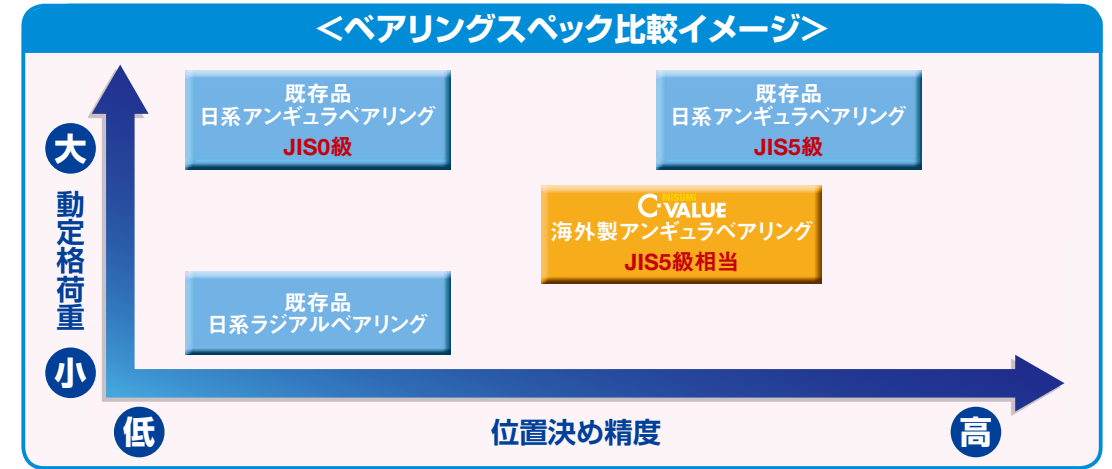 <ベアリングスペック比較イメージ>
既存品
日系アンギュラベアリング
JIS0級
既存品
日系アンギュラベアリング
JIS5級
大
動定格荷重
小
MISUMI
C・VALUE
海外製アンギュラベアリング
JIS5級相当
既存品
日系ラジアルベアリング
低
位置決め精度
高